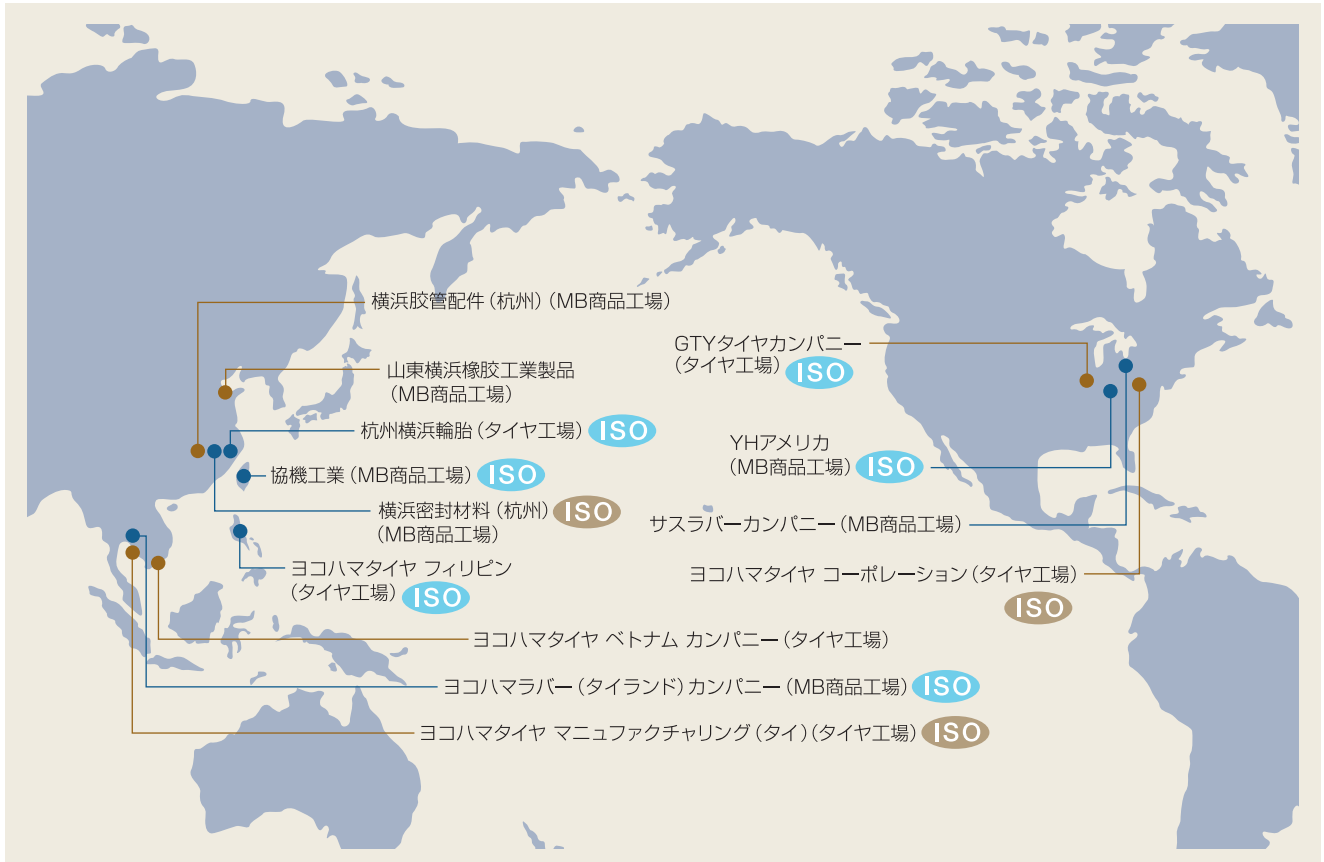 横浜胶管配件（杭州）（MB商品工場）
山東横浜橡胶工業製品
（MB商品工場）
杭州横浜輪胎（タイヤ工場） ISO
協機工業（MB商品工場） ISO
横浜密封材料（杭州） ISO
（MB商品工場）
ヨコハマタイヤ フィリピン
（タイヤ工場） ISO
ヨコハマタイヤ ベトナム カンパニー（タイヤ工場）
ヨコハマラバー（タイランド）カンパニー（MB商品工場） ISO
ヨコハマタイヤ マニュファクチャリング（タイ）（タイヤ工場） ISO
GTYタイヤカンパニー
（タイヤ工場） ISO
YHアメリカ
（MB商品工場） ISO
サスラバーカンパニー（MB商品工場）
ヨコハマタイヤ コーポレーション（タイヤ工場）
ISO